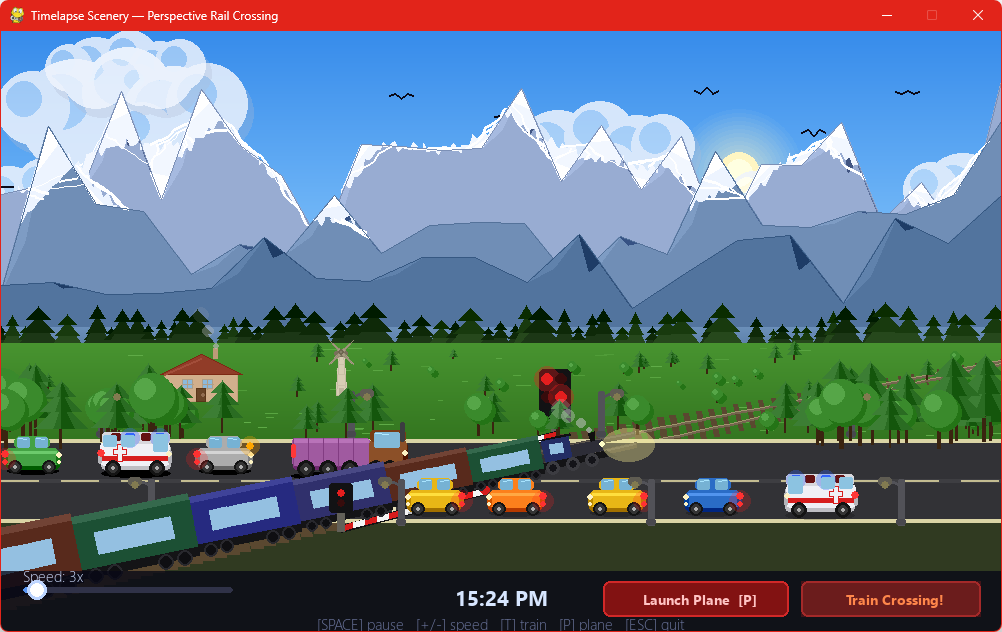 Timelapse Scenery — Perspective Rail Crossing
Speed: 3x
15:24 PM
Launch Plane [P]
Train Crossing!
[SPACE] pause [+/-] speed [T] train [P] plane [ESC] quit